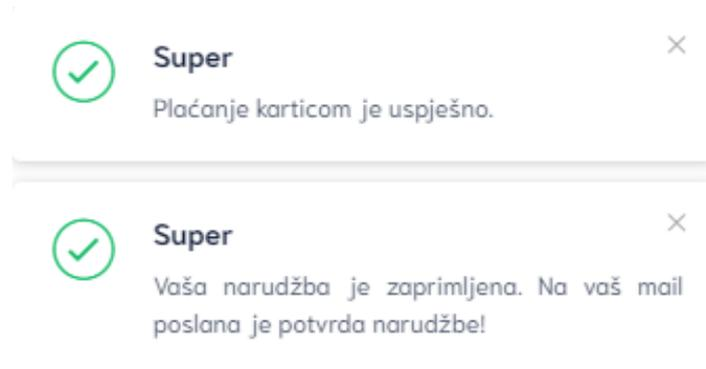 Super
Plaćanje karticom je uspješno.
Super
Vaša narudžba je zaprimljena. Na vaš mail
poslana je potvrda narudžbe!